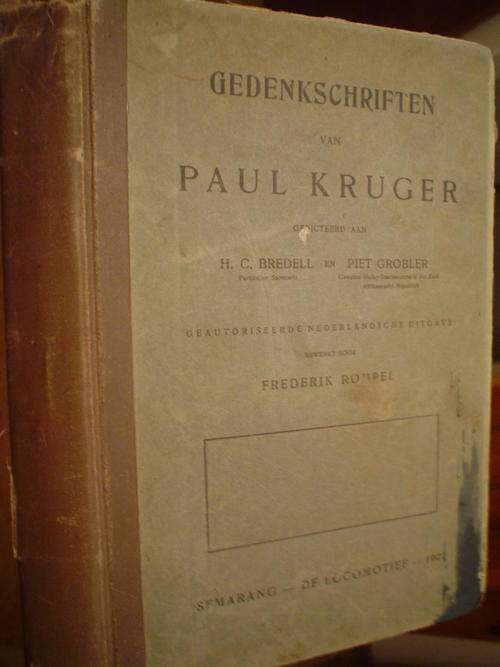 GEDENKSCHRIFTEN
VAN
PAUL KRUGER
GEDICTEERD AAN
H. C. BREDELL EN PIET GROBLER
Particulier Secretaris
GEAUTORISEERDE NEDERLANDSCHE UITGAVE
BEWERKT DOOR
FREDERIK ROMPEL
SEMARANG — DE LOCOMOTIEF — 1902